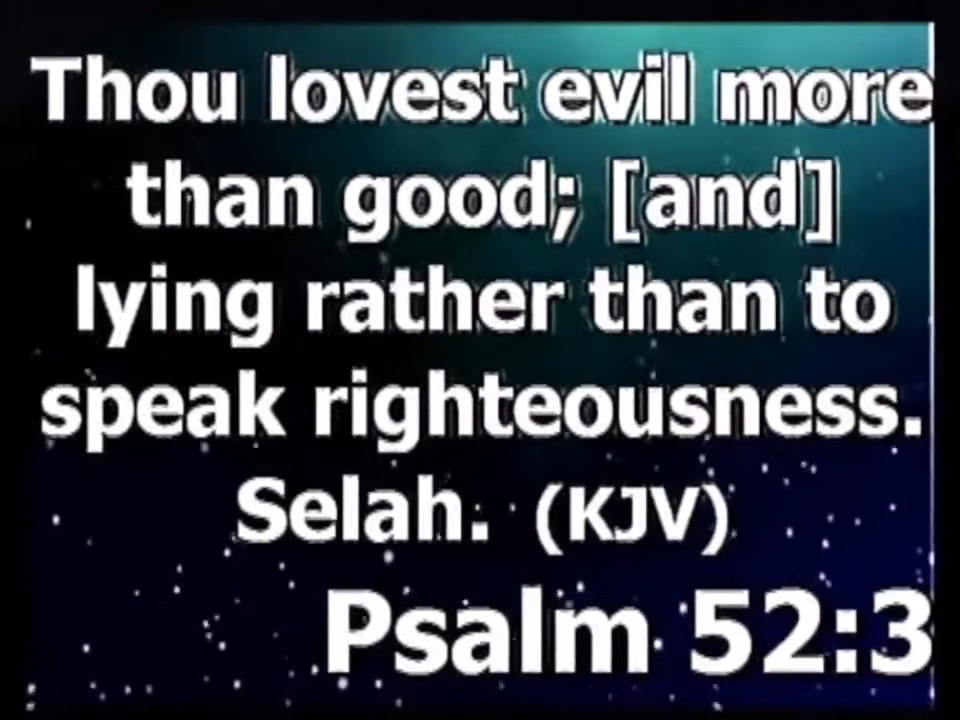 Thou lovest evil more
than good; [and]
lying rather than to
speak righteousness.
Selah. (KJV)
Psalm 52:3